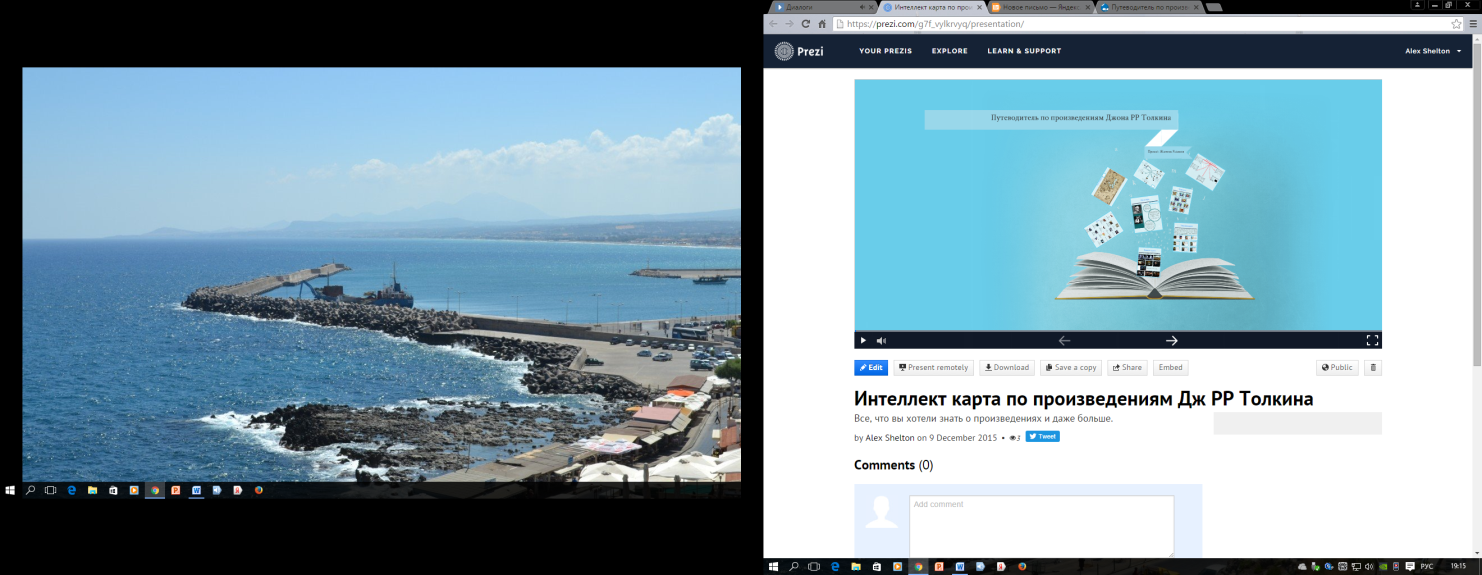 Диалоги
Интеллект карта по прои
Новое письмо — Яндекс
Путеводитель по произв
https://prezi.com/g7f_vylkrvyq/presentation/
Prezi
YOUR PREZIS
EXPLORE
LEARN & SUPPORT
Alex Shelton
Путеводитель по произведениям Джона РР Толкина
Edit
Present remotely
Download
Save a copy
Share
Embed
Public
Интеллект карта по произведениям Дж РР Толкина
Все, что вы хотели знать о произведениях и даже больше.
by Alex Shelton on 9 December 2015 • 3 Tweet
Comments (0)
Add comment
РУС
19:15